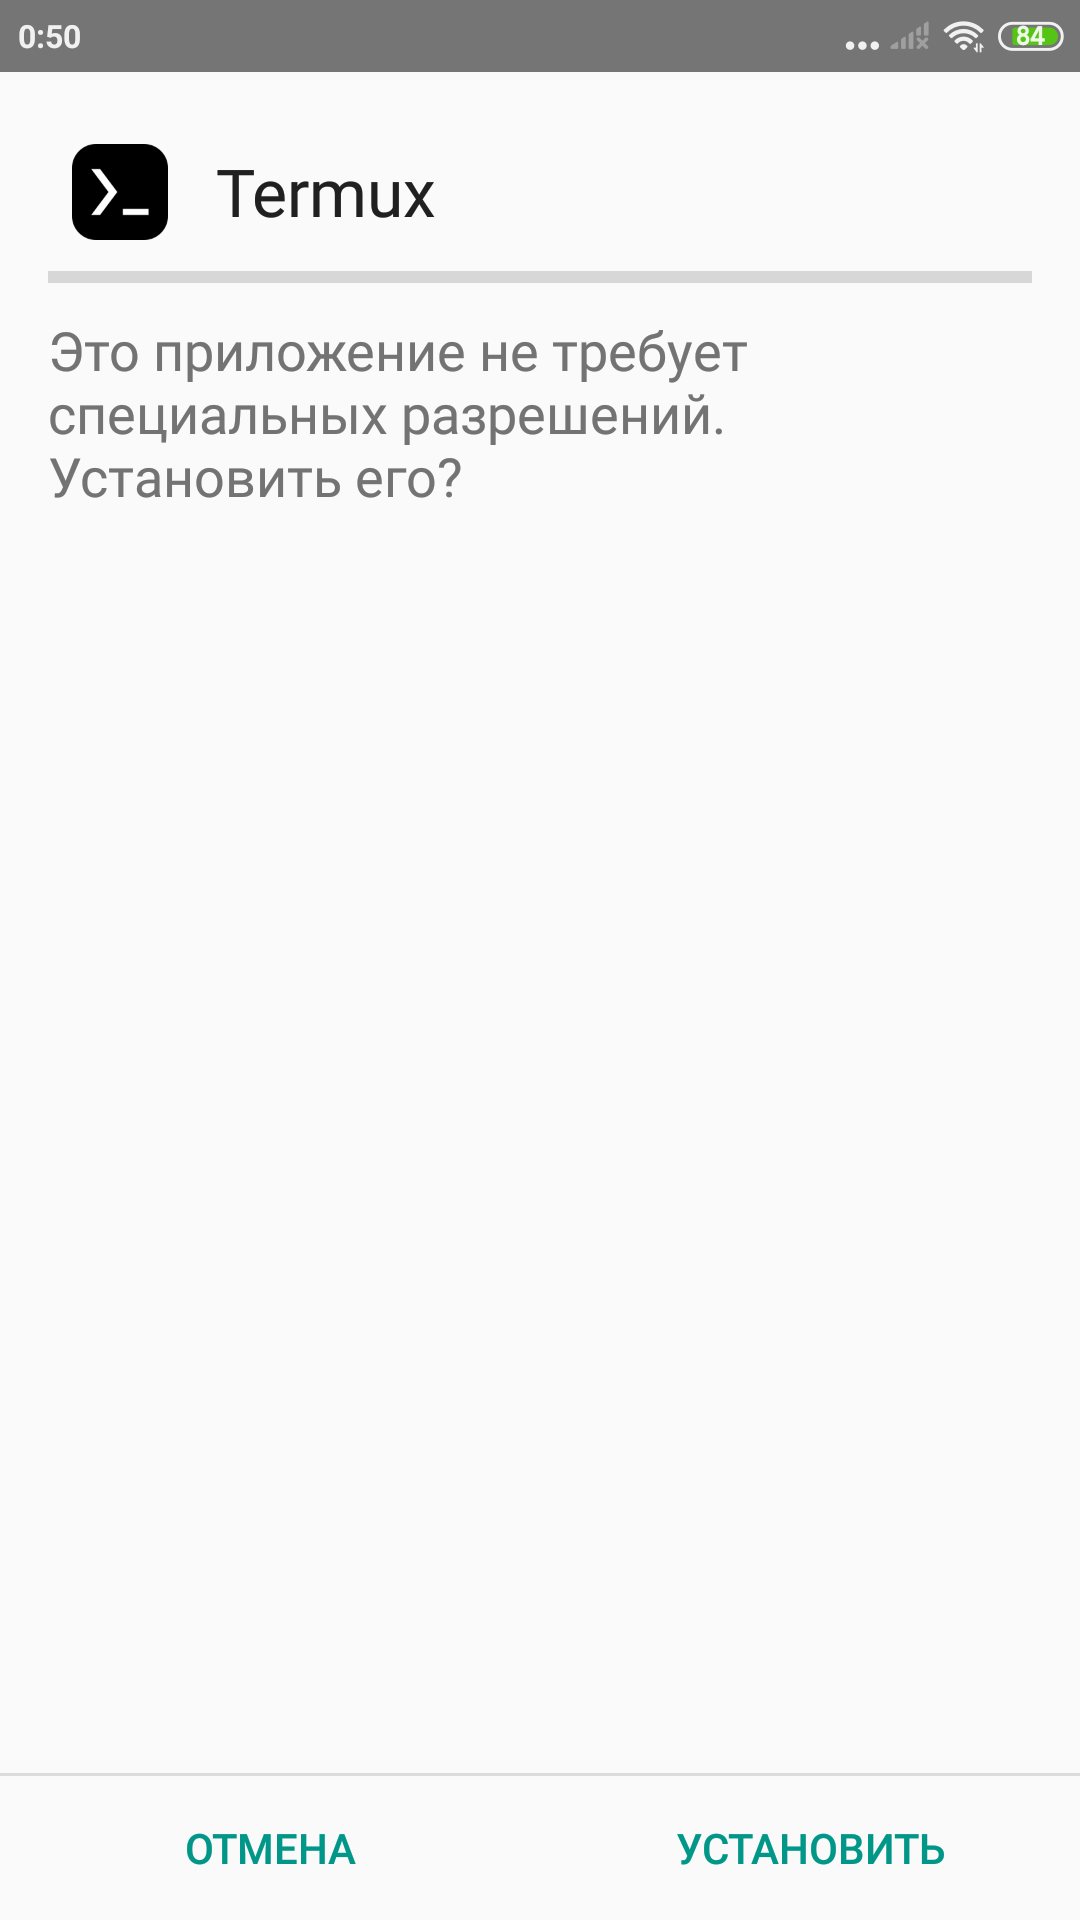 0:50
84
Termux
Это приложение не требует
специальных разрешений.
Установить его?
ОТМЕНА
УСТАНОВИТЬ